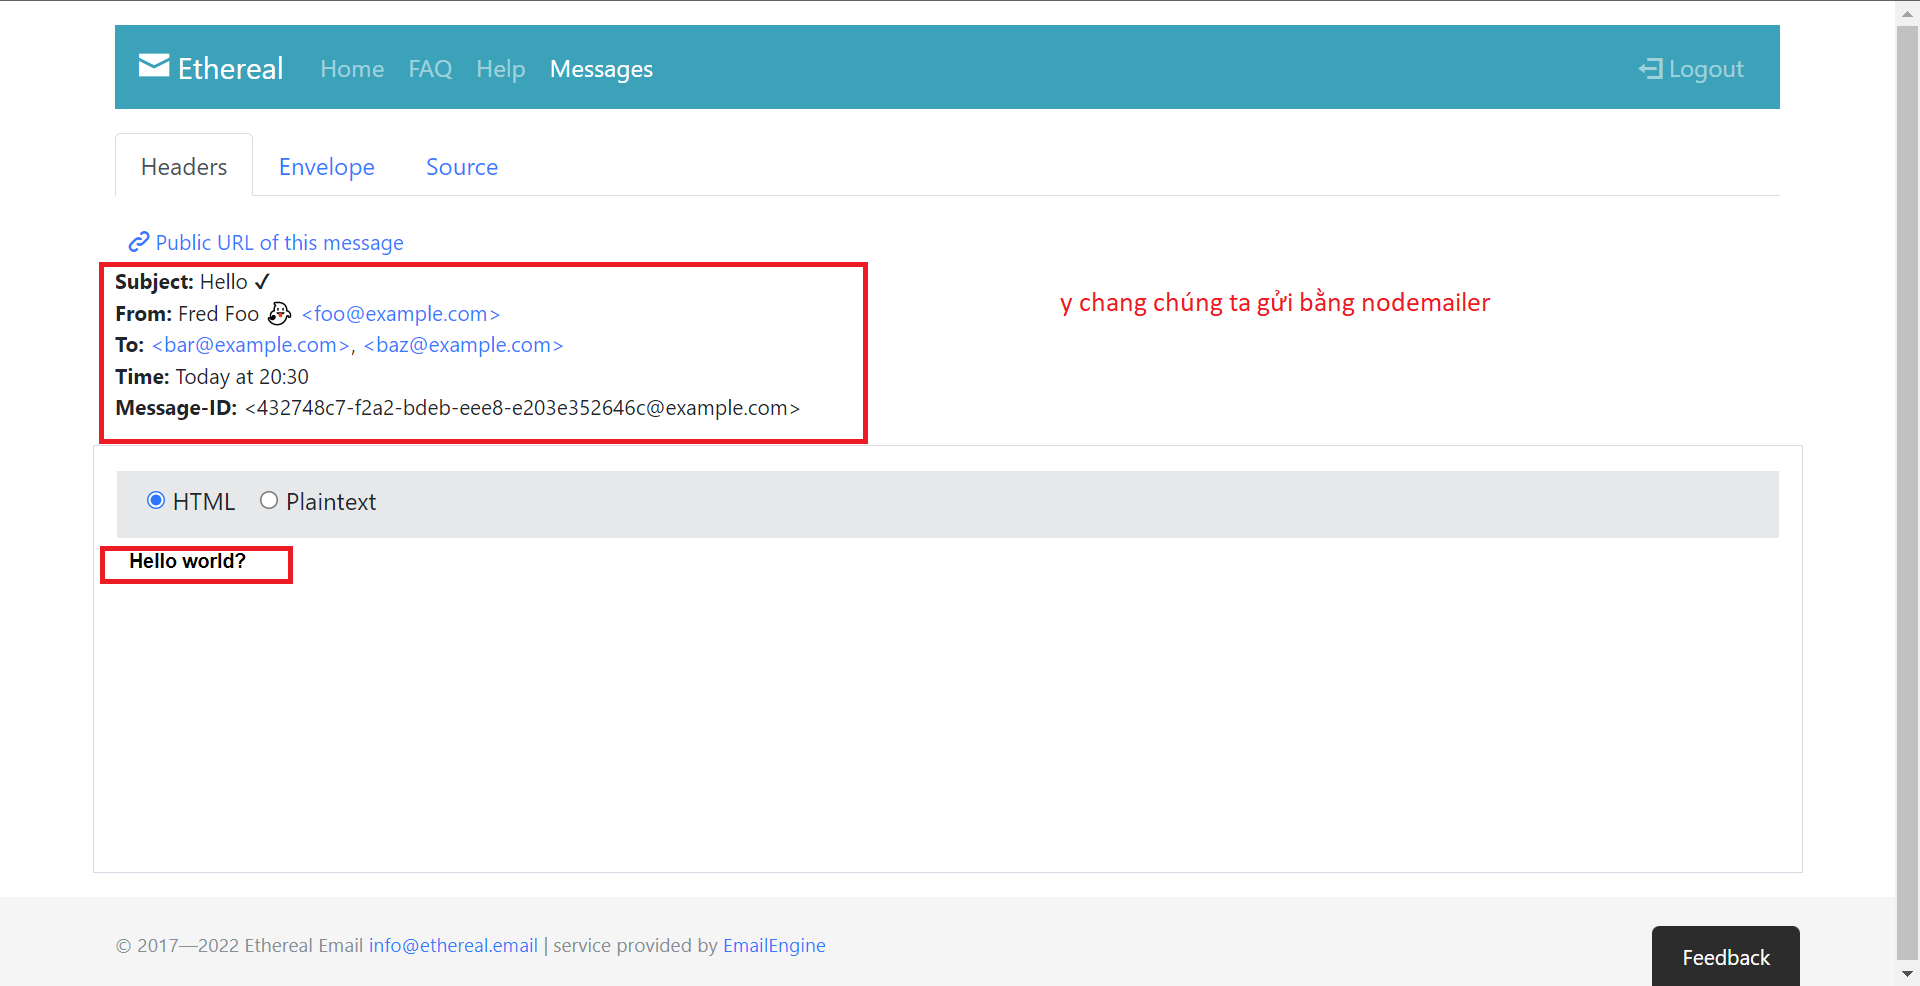 Ethereal Home FAQ Help Messages Logout
Headers Envelope Source
Public URL of this message
Subject: Hello ✓
From: Fred Foo 👻 <foo@example.com>
y chang chúng ta gửi bằng nodemailer
To: <bar@example.com>, <baz@example.com>
Time: Today at 20:30
Message-ID: <432748c7-f2a2-bdeb-eee8-e203e352646c@example.com>
HTML Plaintext
Hello world?
© 2017—2022 Ethereal Email info@ethereal.email | service provided by EmailEngine
Feedback